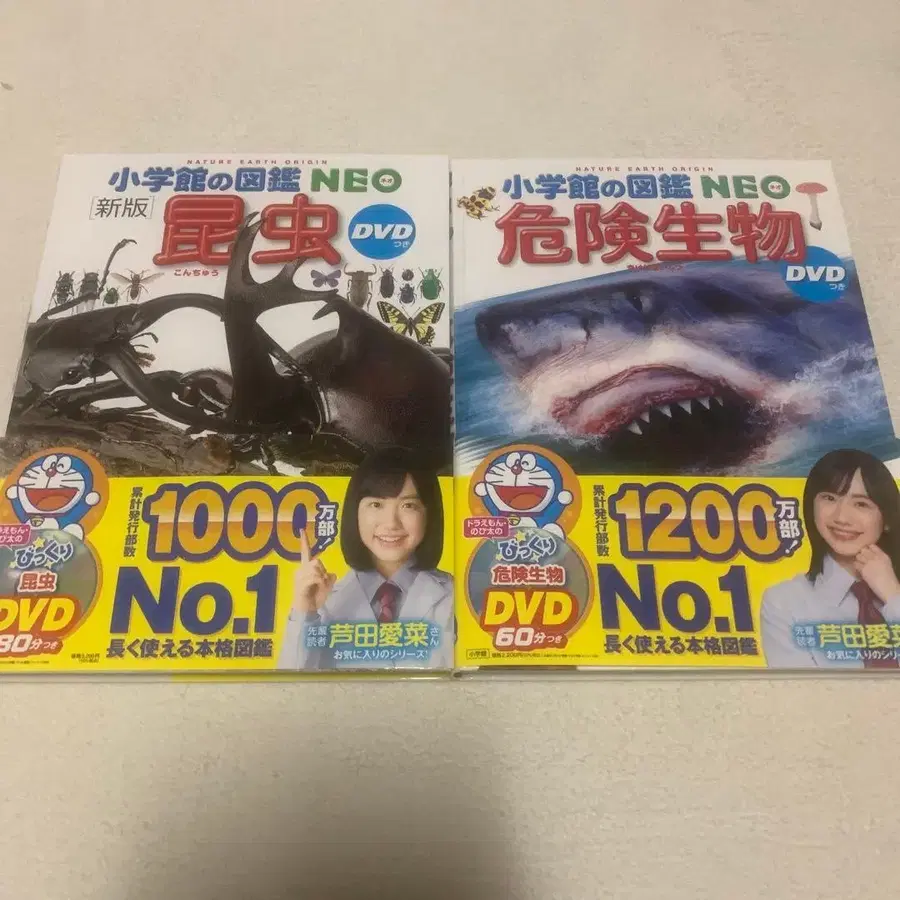 NATURE EARTH ORIGIN
小学館の図鑑 NEO
ネオ
[新版]
昆虫
こんちゅう
DVD
つき
累計発行部数
1000万部!!
No.1
長く使える本格図鑑
ドラえもん・
のび太の
びっくり
昆虫
DVD
80分つき
先輩
読者
芦田愛菜さん
お気に入りのシリーズ!
NATURE EARTH ORIGIN
小学館の図鑑 NEO
ネオ
危険生物
DVD
つき
累計発行部数
1200万部!!
No.1
長く使える本格図鑑
ドラえもん・
のび太の
びっくり
危険生物
DVD
60分つき
小学館
先輩
読者
芦田愛菜
お気に入りのシリーズ